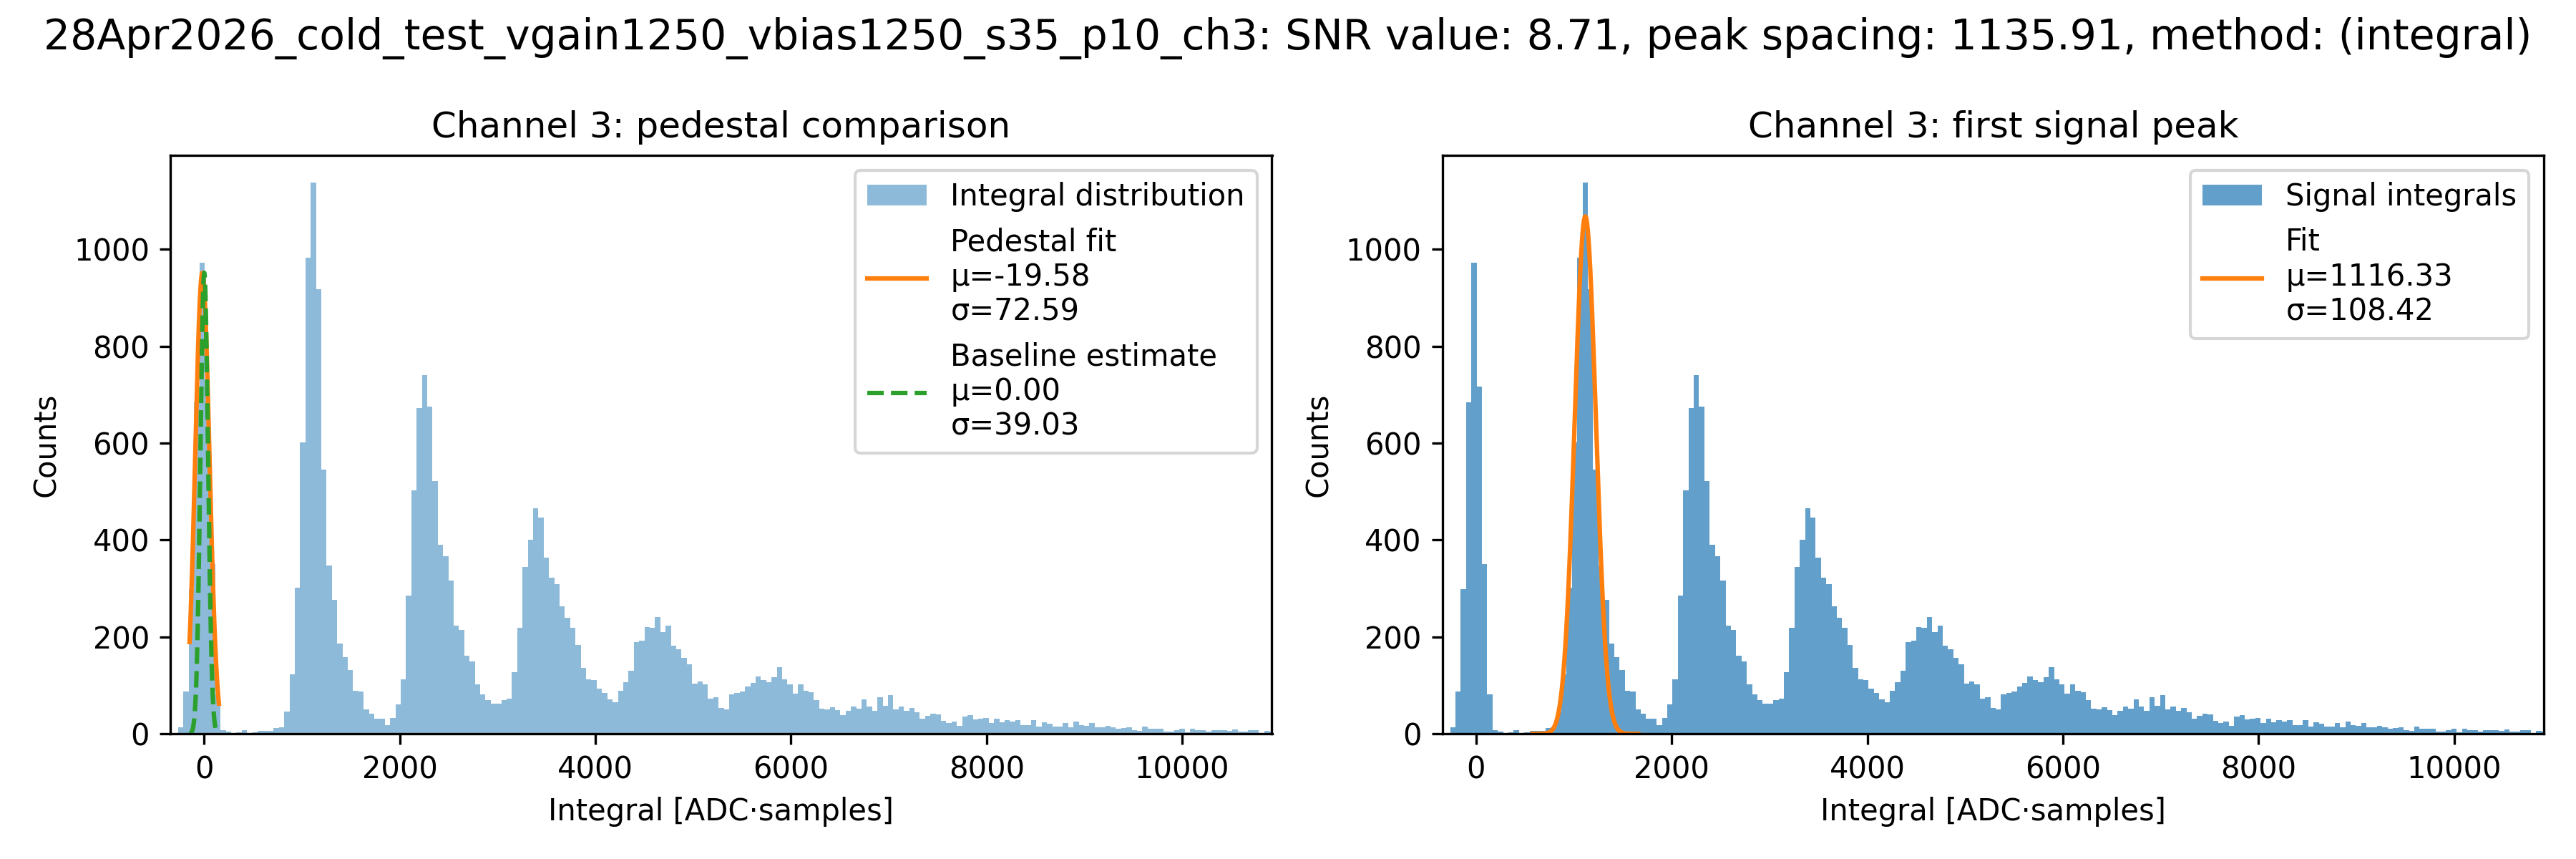 28Apr2026_cold_test_vgain1250_vbias1250_s35_p10_ch3: SNR value: 8.71, peak spacing: 1135.91, method: (integral)
Channel 3: pedestal comparison
Counts
0
200
400
600
800
1000
Integral distribution
Pedestal fit
μ=-19.58
σ=72.59
Baseline estimate
μ=0.00
σ=39.03
0
2000
4000
6000
8000
10000
Integral [ADC·samples]
Channel 3: first signal peak
Counts
0
200
400
600
800
1000
Signal integrals
Fit
μ=1116.33
σ=108.42
0
2000
4000
6000
8000
10000
Integral [ADC·samples]